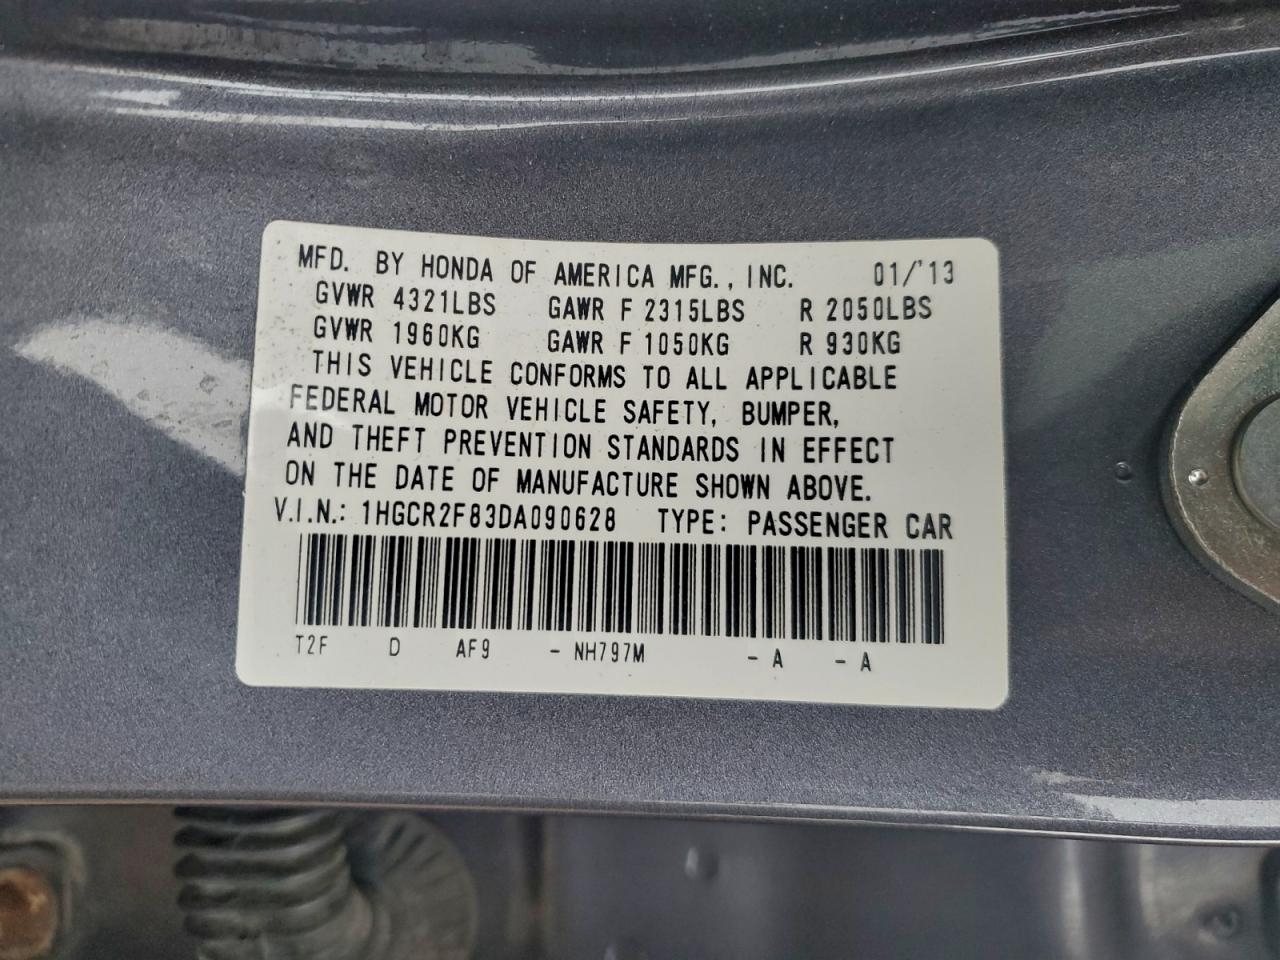 MFD. BY HONDA OF AMERICA MFG., INC. 01/'13
GVWR 4321LBS GAWR F 2315LBS R 2050LBS
GVWR 1960KG GAWR F 1050KG R 930KG
THIS VEHICLE CONFORMS TO ALL APPLICABLE
FEDERAL MOTOR VEHICLE SAFETY, BUMPER,
AND THEFT PREVENTION STANDARDS IN EFFECT
ON THE DATE OF MANUFACTURE SHOWN ABOVE.
V.I.N.: 1HGCR2F83DA090628 TYPE: PASSENGER CAR
T2F D AF9 - NH797M - A - A